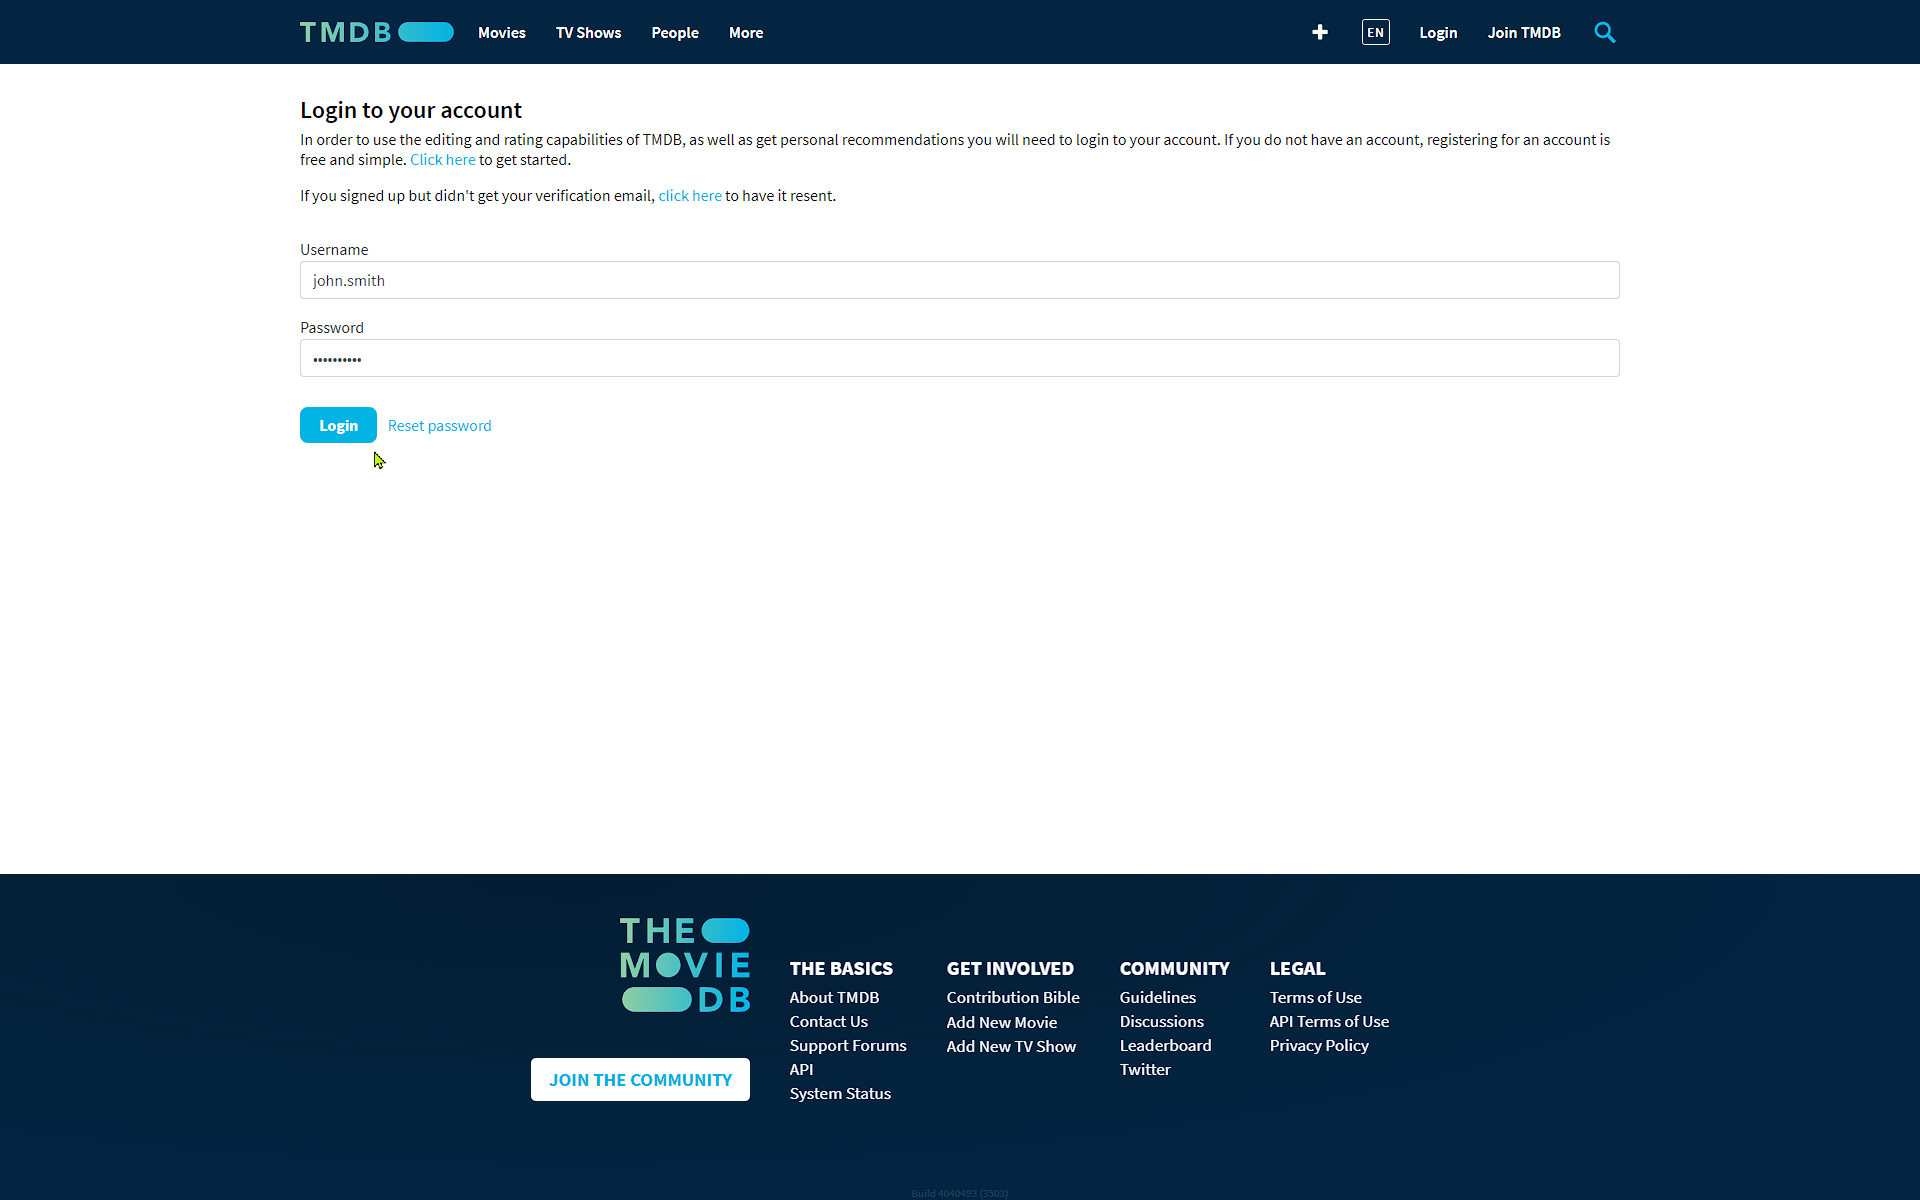 TMDB Movies TV Shows People More EN Login Join TMDB
Login to your account
In order to use the editing and rating capabilities of TMDB, as well as get personal recommendations you will need to login to your account. If you do not have an account, registering for an account is
free and simple. Click here to get started.
If you signed up but didn't get your verification email, click here to have it resent.
Username
john.smith
Password
••••••••••
Login Reset password
THE
MOVIE
DB
JOIN THE COMMUNITY
THE BASICS
About TMDB
Contact Us
Support Forums
API
System Status
GET INVOLVED
Contribution Bible
Add New Movie
Add New TV Show
COMMUNITY
Guidelines
Discussions
Leaderboard
Twitter
LEGAL
Terms of Use
API Terms of Use
Privacy Policy
Build 4040493 (3503)